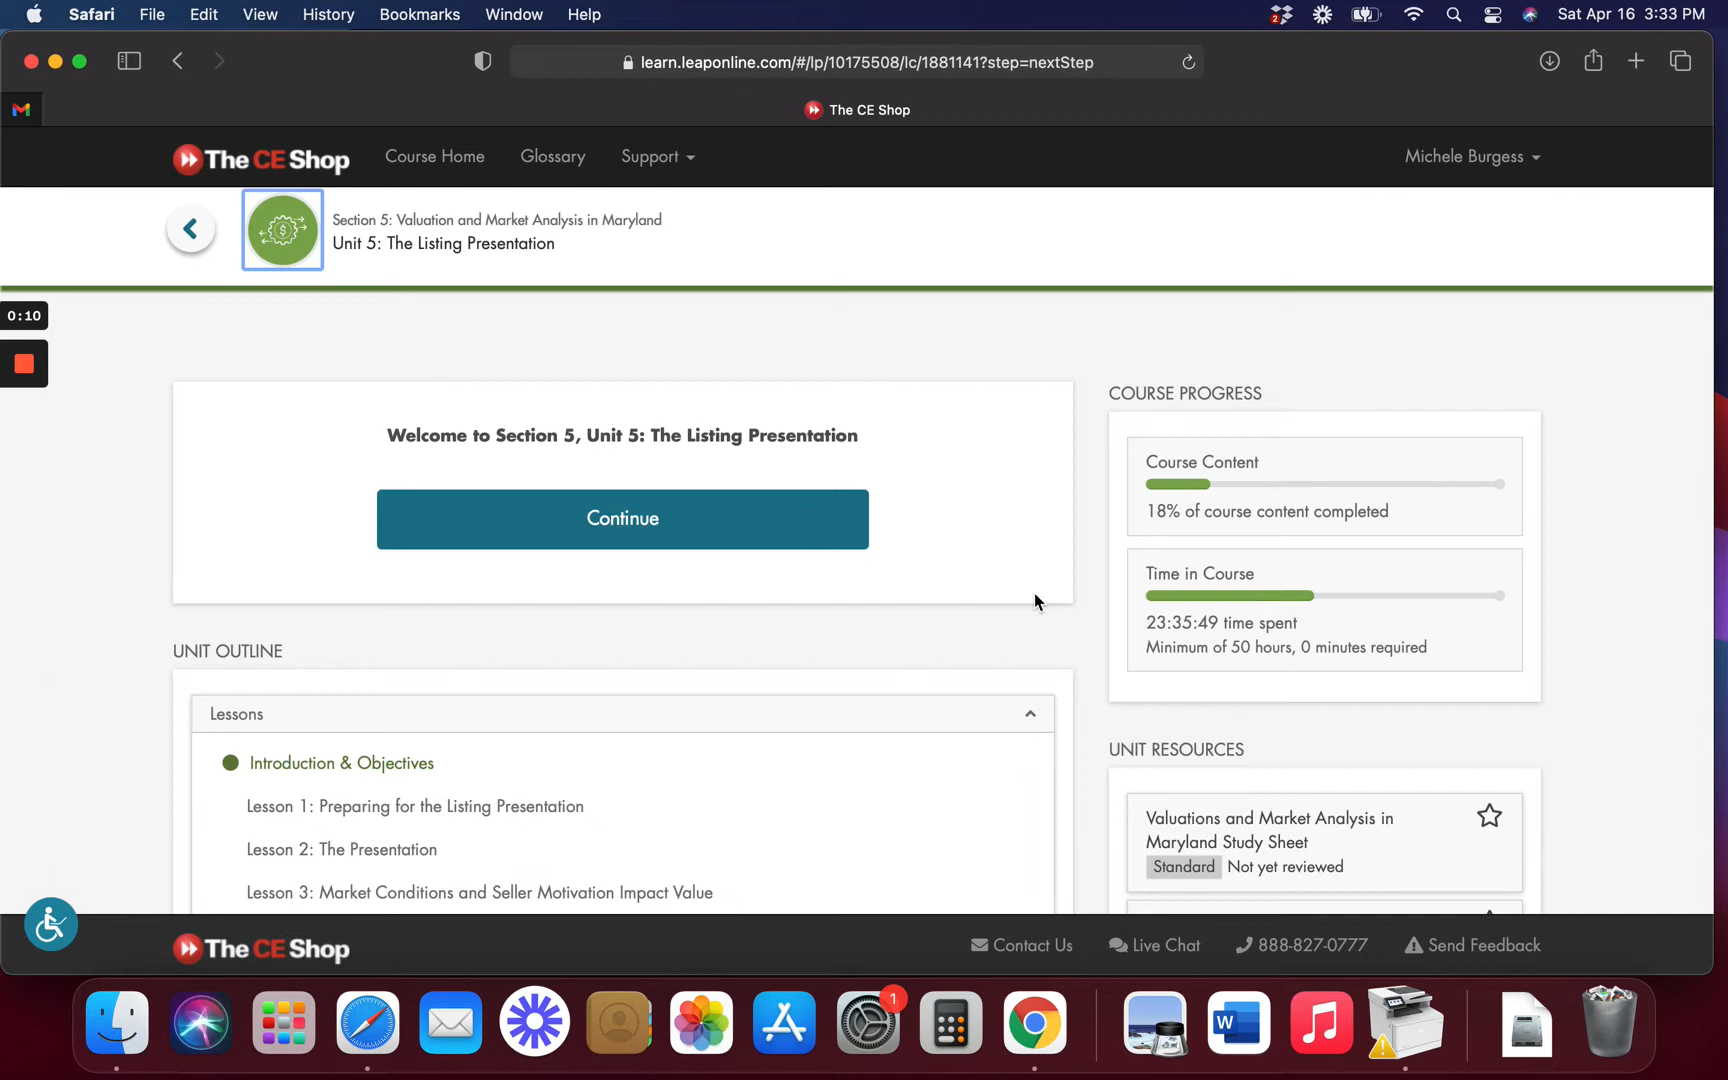 Safari File Edit View History Bookmarks Window Help
2
Sat Apr 16 3:33 PM
learn.leaponline.com/#/lp/10175508/lc/1881141?step=nextStep
The CE Shop
The CE Shop
Course Home
Glossary
Support
Michele Burgess
Section 5: Valuation and Market Analysis in Maryland
Unit 5: The Listing Presentation
0:10
Welcome to Section 5, Unit 5: The Listing Presentation
Continue
UNIT OUTLINE
Lessons
Introduction & Objectives
Lesson 1: Preparing for the Listing Presentation
Lesson 2: The Presentation
Lesson 3: Market Conditions and Seller Motivation Impact Value
COURSE PROGRESS
Course Content
18% of course content completed
Time in Course
23:35:49 time spent
Minimum of 50 hours, 0 minutes required
UNIT RESOURCES
Valuations and Market Analysis in
Maryland Study Sheet
Standard Not yet reviewed
The CE Shop
Contact Us
Live Chat
888-827-0777
Send Feedback
1
W